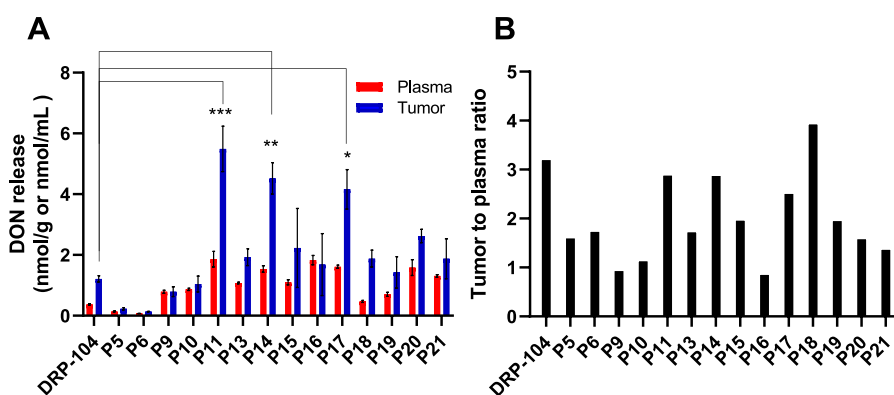 A
DON release
(nmol/g or nmol/mL )
8
6
4
2
0
***
**
*
Plasma
Tumor
DRP-104
P5
P6
P9
P10
P11
P13
P14
P15
P16
P17
P18
P19
P20
P21
B
Tumor to plasma ratio
5
4
3
2
1
0
DRP-104
P5
P6
P9
P10
P11
P13
P14
P15
P16
P17
P18
P19
P20
P21